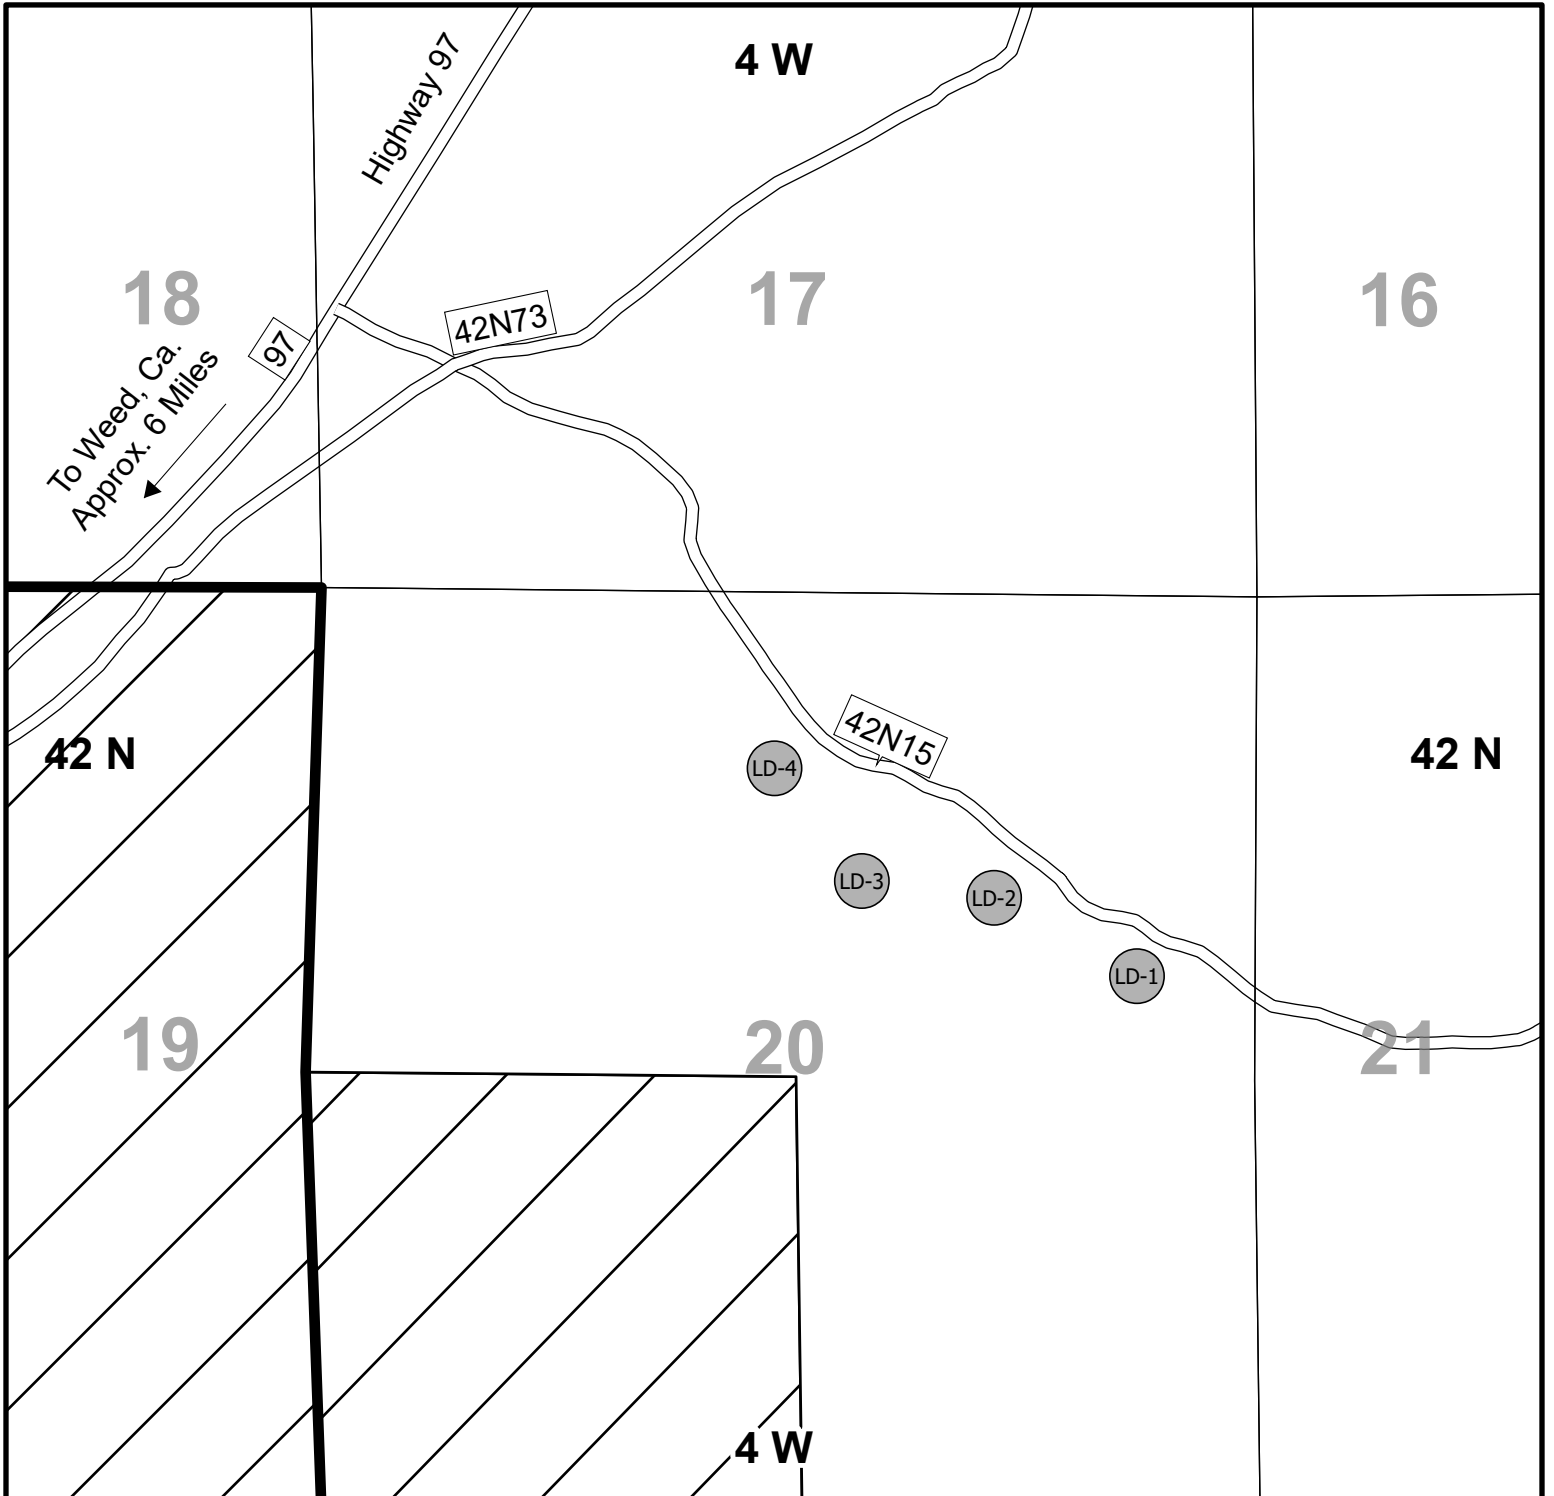 4 W
Highway 97
18
17
16
42N73
97
To Weed, Ca.
Approx. 6 Miles
42N15
42 N
42 N
LD-4
LD-3
LD-2
LD-1
19
20
21
4 W